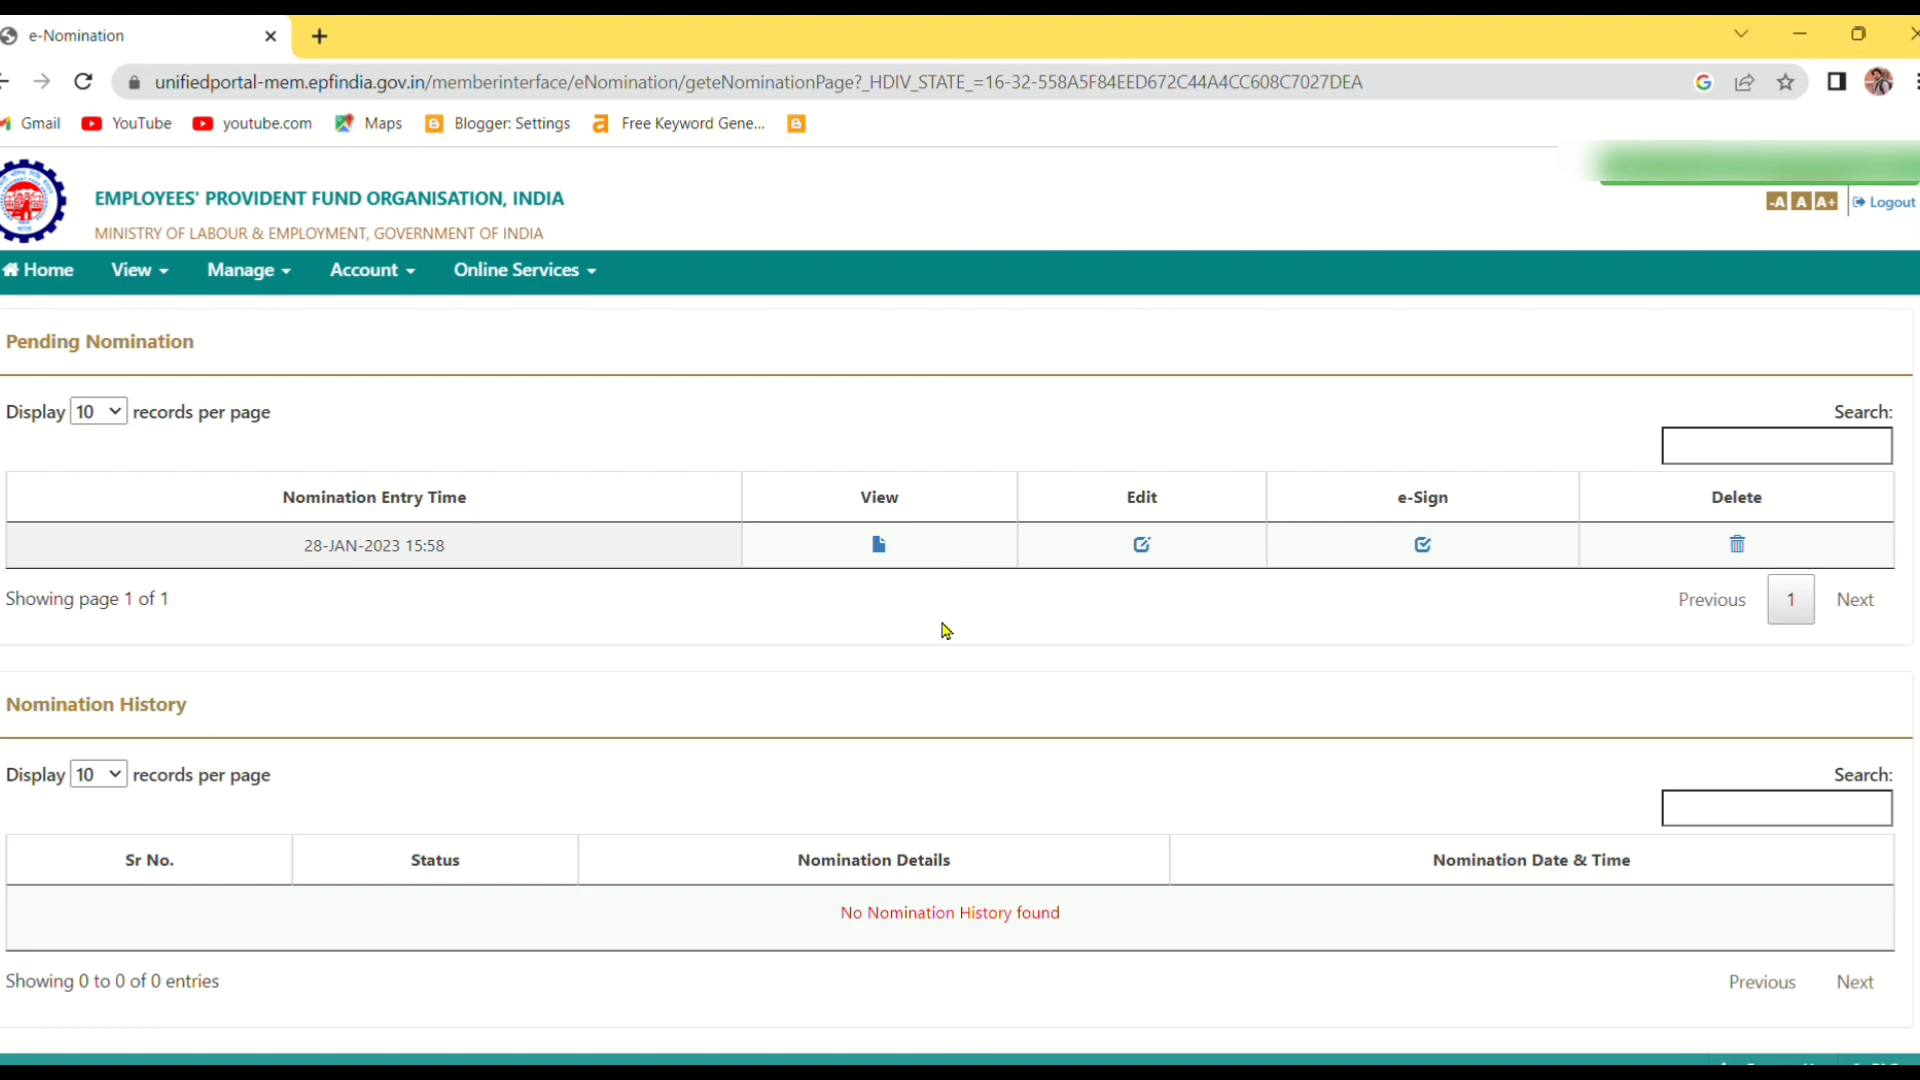 e-Nomination
unifiedportal-mem.epfindia.gov.in/memberinterface/eNomination/geteNominationPage?_HDIV_STATE_=16-32-558A5F84EED672C44A4CC608C7027DEA
Gmail YouTube youtube.com Maps Blogger: Settings Free Keyword Gene...
EMPLOYEES' PROVIDENT FUND ORGANISATION, INDIA
MINISTRY OF LABOUR & EMPLOYMENT, GOVERNMENT OF INDIA
-A A A+ Logout
Home View Manage Account Online Services
Pending Nomination
Display 10 records per page
Search:
Nomination Entry Time View Edit e-Sign Delete
28-JAN-2023 15:58
Showing page 1 of 1
Previous 1 Next
Nomination History
Display 10 records per page
Search:
Sr No. Status Nomination Details Nomination Date & Time
No Nomination History found
Showing 0 to 0 of 0 entries
Previous Next